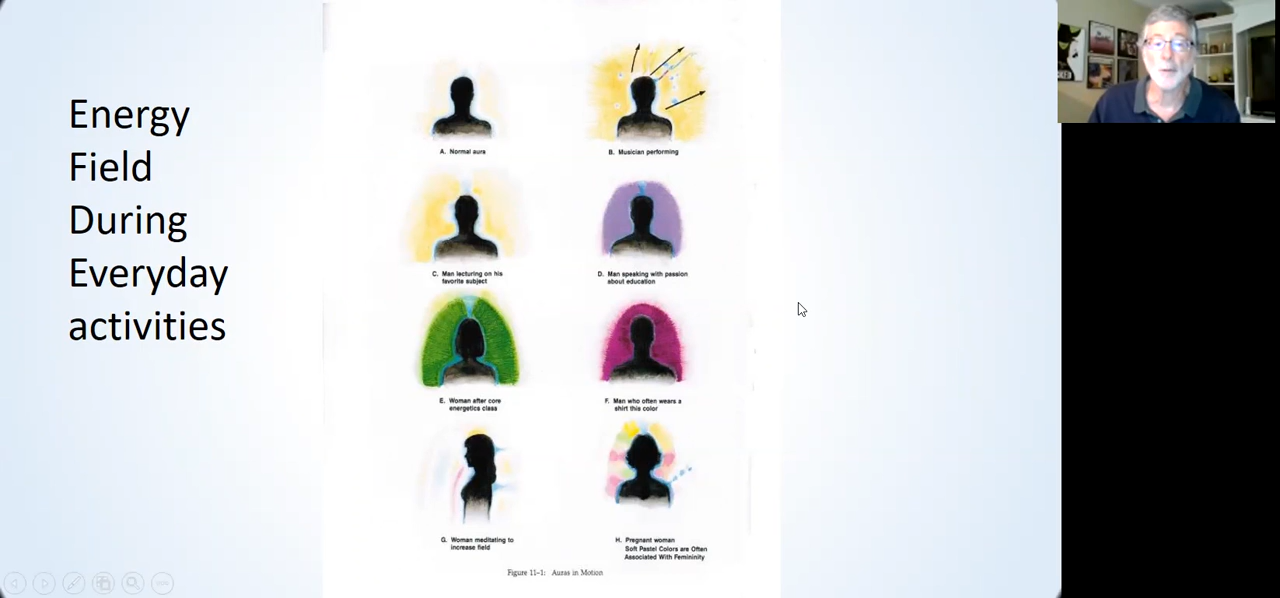 Energy
Field
During
Everyday
activities
A. Normal aura
B. Musician performing
C. Man lecturing on his
favorite subject
D. Man speaking with passion
about education
E. Woman after core
energetics class
F. Man who often wears a
shirt this color
G. Woman meditating to
increase field
H. Pregnant woman
Soft Pastel Colors are Often
Associated With Femininity
Figure 11-1: Auras in Motion